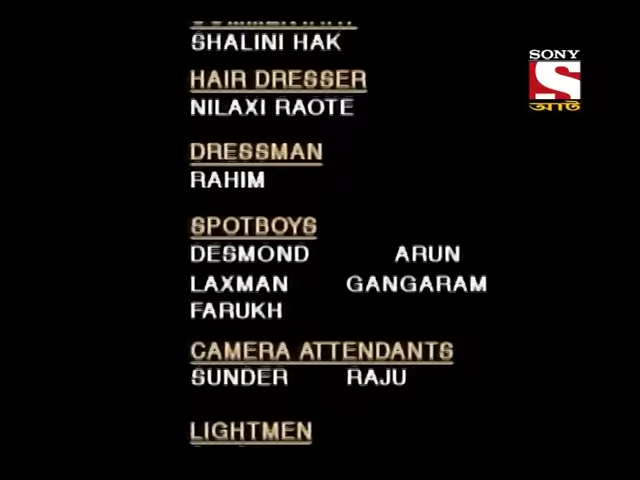 SHALINI HAK
HAIR DRESSER
NILAXI RAOTE
DRESSMAN
RAHIM
SPOTBOYS
DESMOND ARUN
LAXMAN GANGARAM
FARUKH
CAMERA ATTENDANTS
SUNDER RAJU
LIGHTMEN
SONY
আট